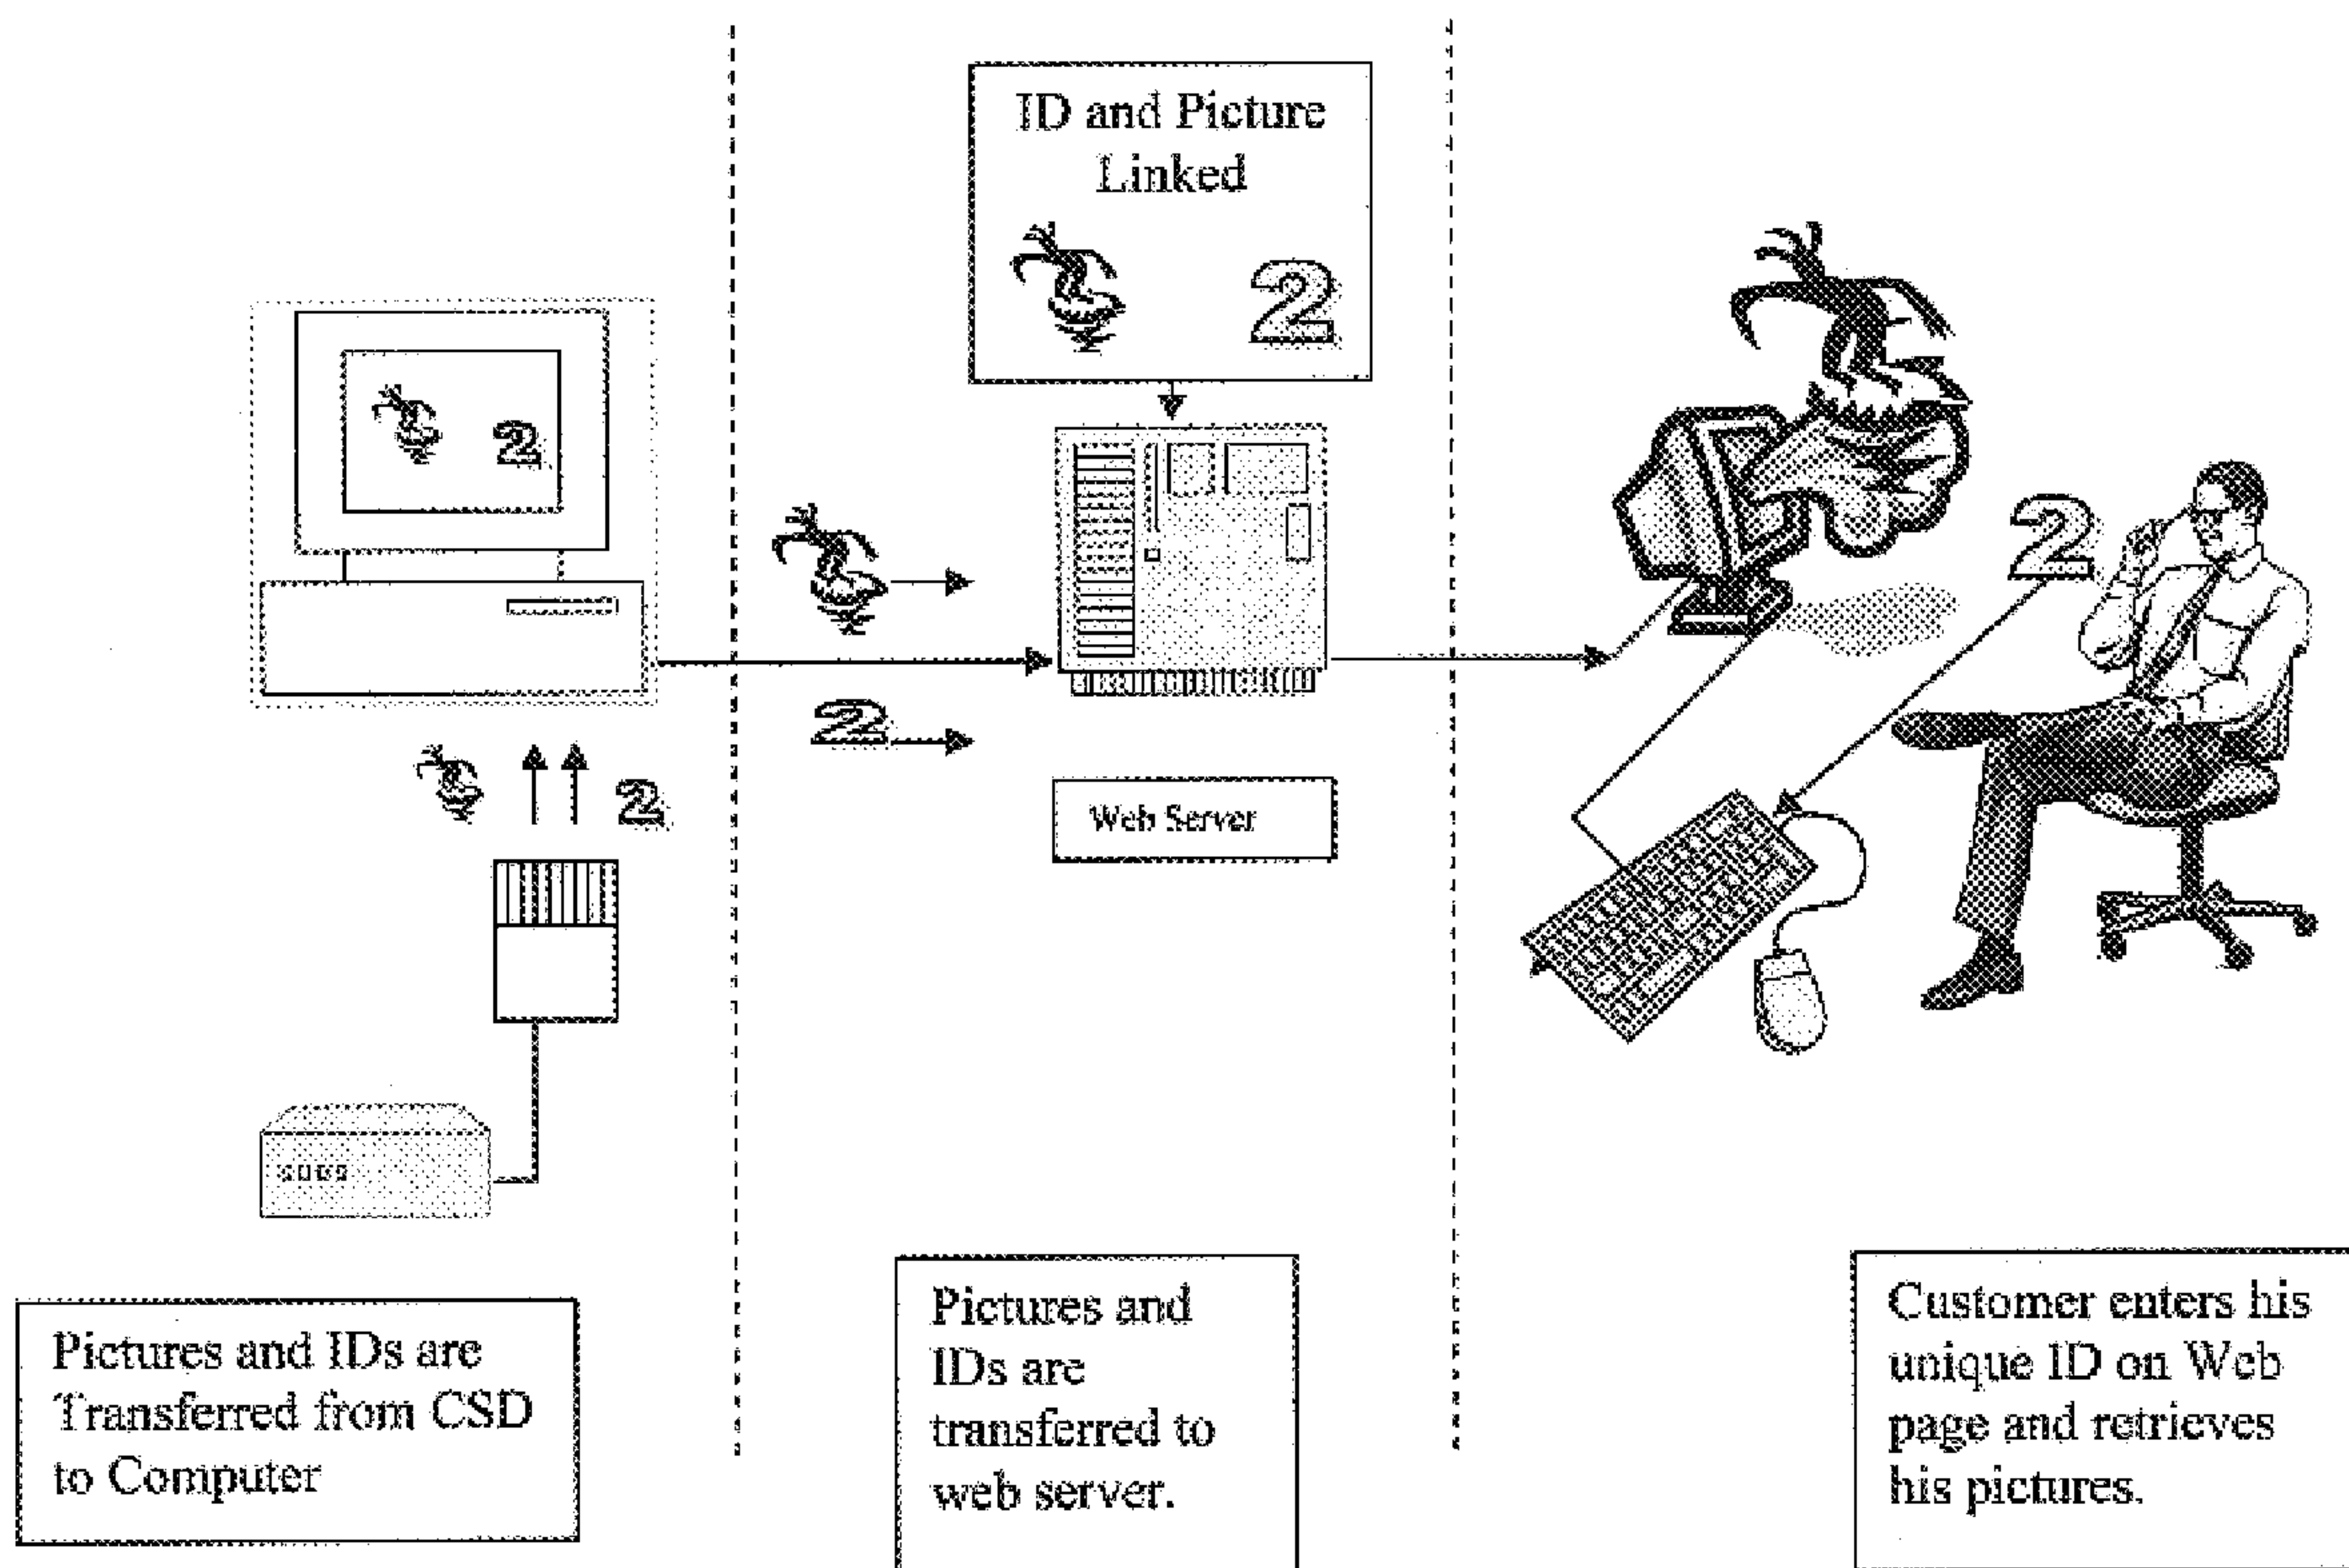 ID and Picture
Linked
2
2
2
2
2
2
Web Server
Pictures and IDs are
Transferred from CSD
to Computer
Pictures and
IDs are
transferred to
web server.
Customer enters his
unique ID on Web
page and retrieves
his pictures.